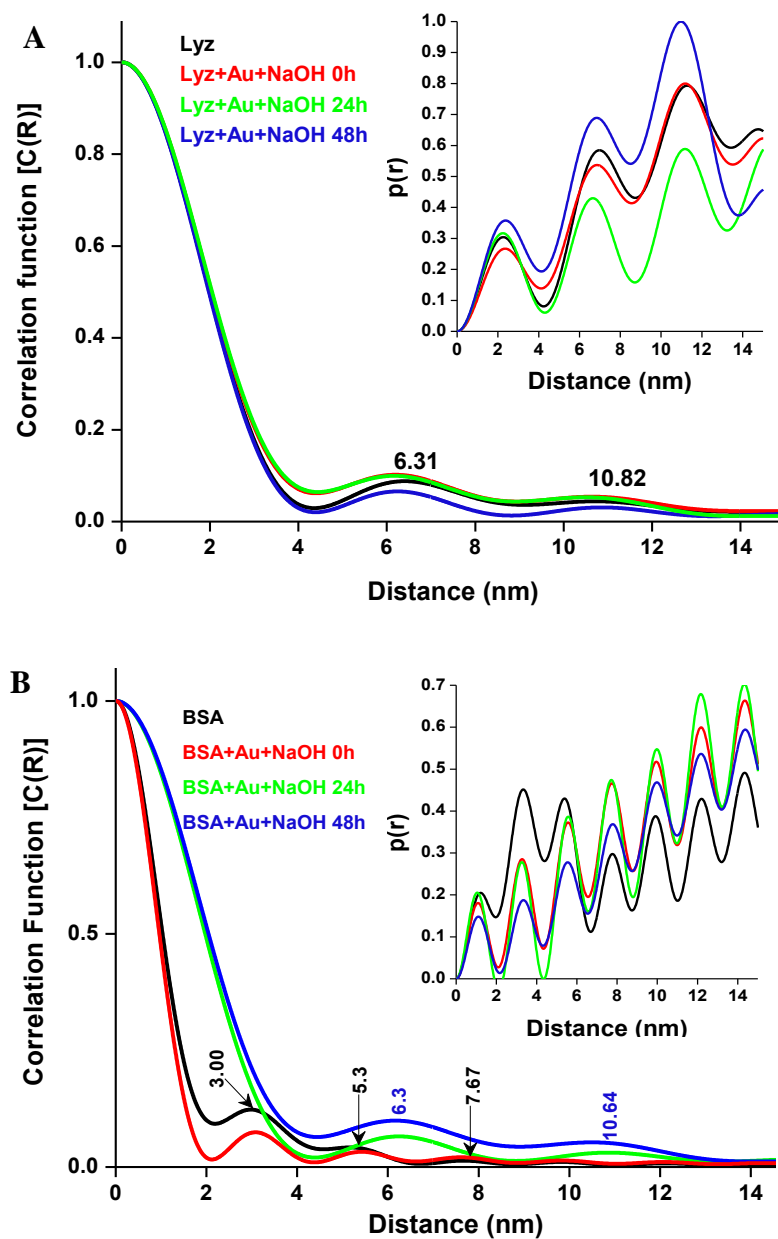 A
Lyz
Lyz+Au+NaOH 0h
Lyz+Au+NaOH 24h
Lyz+Au+NaOH 48h
Correlation function [C(R)]
1.0
0.8
0.6
0.4
0.2
0.0
0 2 4 6 8 10 12 14
Distance (nm)
6.31
10.82
p(r)
1.0
0.9
0.8
0.7
0.6
0.5
0.4
0.3
0.2
0.1
0.0
0 2 4 6 8 10 12 14
Distance (nm)
B
BSA
BSA+Au+NaOH 0h
BSA+Au+NaOH 24h
BSA+Au+NaOH 48h
Correlation Function [C(R)]
1.0
0.5
0.0
0 2 4 6 8 10 12 14
Distance (nm)
3.00
5.3
6.3
7.67
10.64
p(r)
0.7
0.6
0.5
0.4
0.3
0.2
0.1
0.0
0 2 4 6 8 10 12 14
Distance (nm)